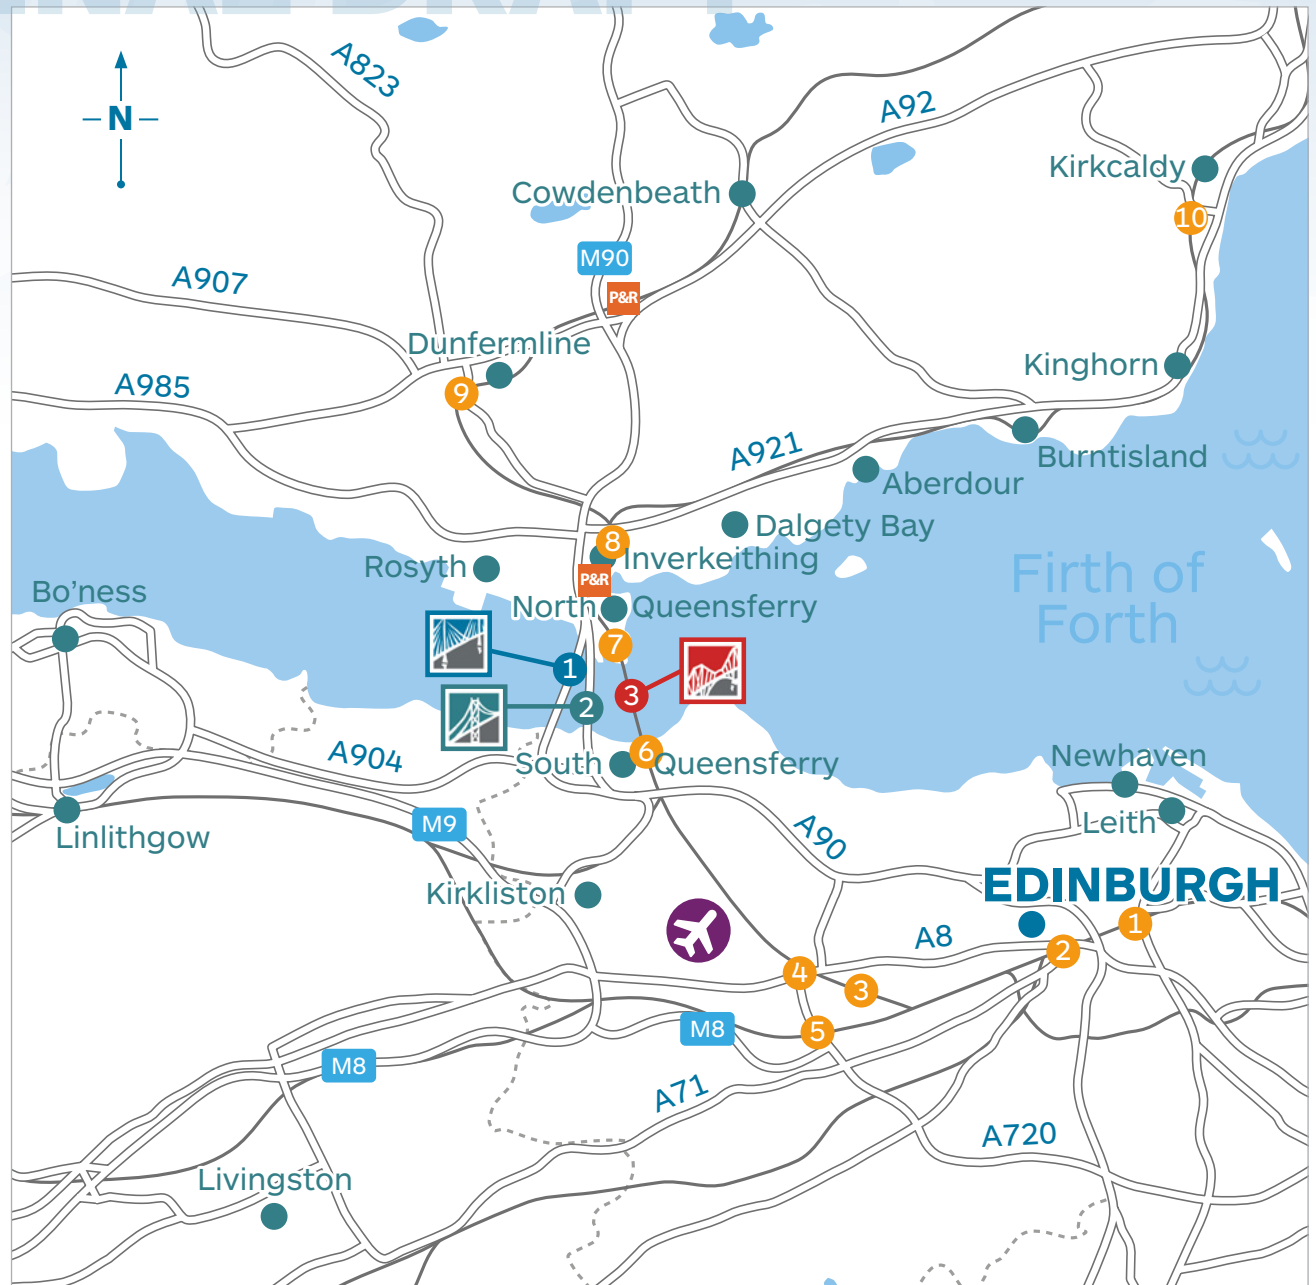 A823
N
A92
Kirkcaldy
Cowdenbeath
10
M90
A907
P&R
Dunfermline
Kinghorn
A985
9
A921
Burntisland
Aberdour
Dalgety Bay
8
Inverkeithing
Rosyth
P&R
Firth of
Forth
Bo’ness
North Queensferry
7
1
3
2
6
South Queensferry
A904
Newhaven
M9
A90
Leith
Linlithgow
EDINBURGH
Kirkliston
1
A8
2
4
3
M8
5
M8
A71
A720
Livingston